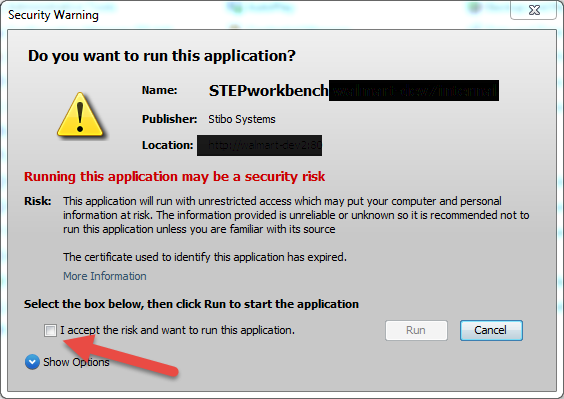 Security Warning
Do you want to run this application?
Name: STEPworkbench
Publisher: Stibo Systems
Location:
Running this application may be a security risk
Risk: This application will run with unrestricted access which may put your computer and personal
information at risk. The information provided is unreliable or unknown so it is recommended not to
run this application unless you are familiar with its source
The certificate used to identify this application has expired.
More Information
Select the box below, then click Run to start the application
I accept the risk and want to run this application. Run Cancel
Show Options